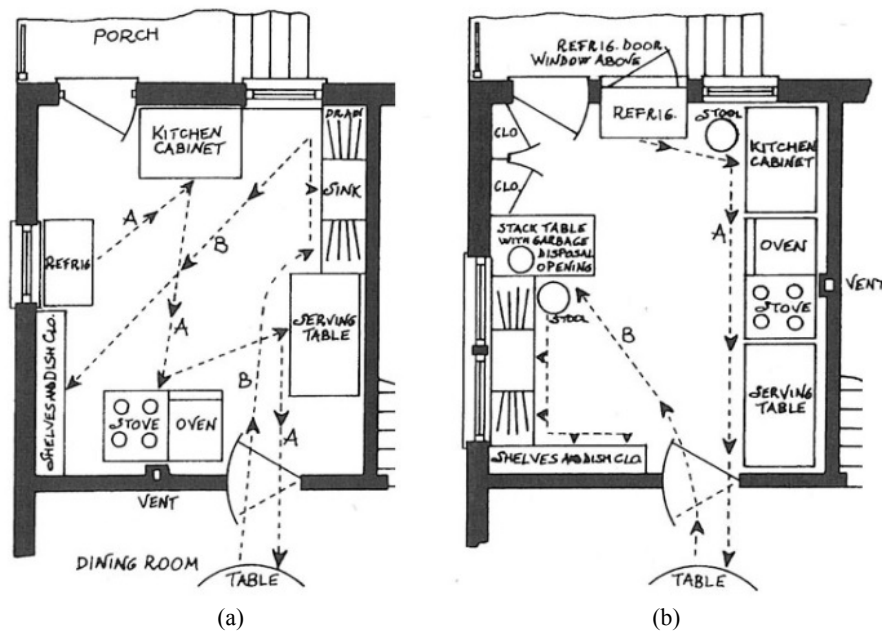 PORCH
DRAIN
KITCHEN
CABINET
SINK
A
B
REFRIG
A
SERVING
TABLE
SHELVES AND DISH CLO.
B
A
STOVE
OVEN
VENT
DINING ROOM
TABLE
(a)
REFRIG. DOOR
WINDOW ABOVE
REFRIG.
STOOL
CLO
CLO.
KITCHEN
CABINET
A
STACK TABLE
WITH GARBAGE
DISPOSAL
OPENING
OVEN
VENT
STOOL
STOVE
B
SERVING
TABLE
SHELVES AND DISH CLO.
TABLE
(b)